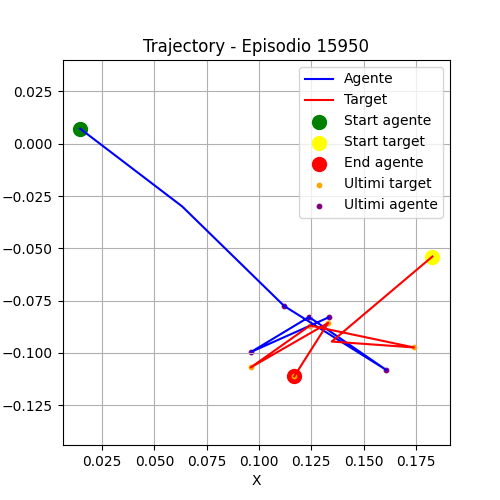 Trajectory - Episodio 15950
Agente
Target
Start agente
Start target
End agente
Ultimi target
Ultimi agente
0.025
0.000
−0.025
−0.050
−0.075
−0.100
−0.125
0.025 0.050 0.075 0.100 0.125 0.150 0.175
X